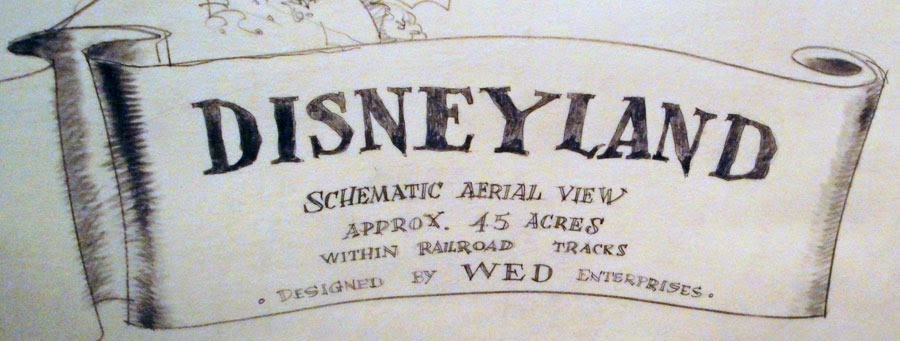 DISNEYLAND
SCHEMATIC AERIAL VIEW
APPROX. 45 ACRES
WITHIN RAILROAD TRACKS
· DESIGNED BY WED ENTERPRISES ·